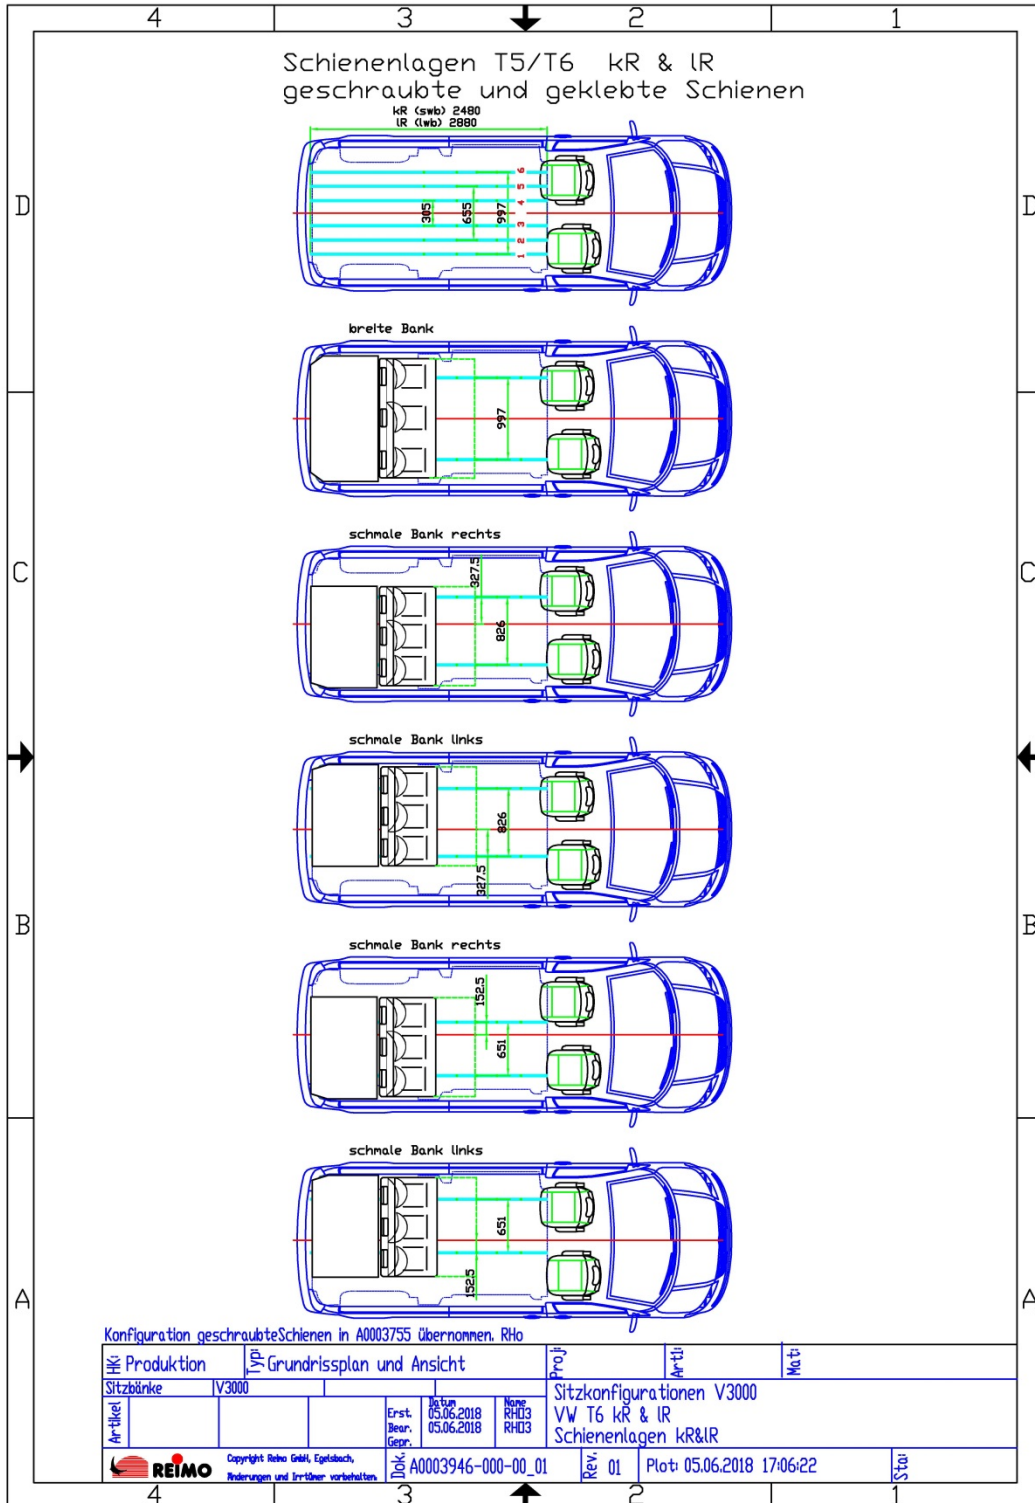 4 3 2 1
Schienenlagen T5/T6 kR & lR
geschraubte und geklebte Schienen
kR (swb) 2480
lR (lwb) 2880
D D
305 655 997
6
5
4
3
2
1
breite Bank
997
schmale Bank rechts
C C
327.5
826
schmale Bank links
826
327.5
B B
schmale Bank rechts
152.5
651
schmale Bank links
651
152.5
A A
Konfiguration geschraubteSchienen in A0003755 übernommen. RHo
HK: Produktion Typ: Grundrissplan und Ansicht Proj: Art1: Mat:
Sitzbänke V3000
Artikel
Datum Name
Erst. 05.06.2018 RHO3
Bear. 05.06.2018 RHO3
Gepr.
Sitzkonfigurationen V3000
VW T6 kR & lR
Schienenlagen kR&lR
REIMO
Copyright Reimo GmbH, Egelsbach,
Änderungen und Irrtümer vorbehalten.
Dok. A0003946-000-00_01 Rev. 01 Plot: 05.06.2018 17:06:22 Sta:
4 3 2 1